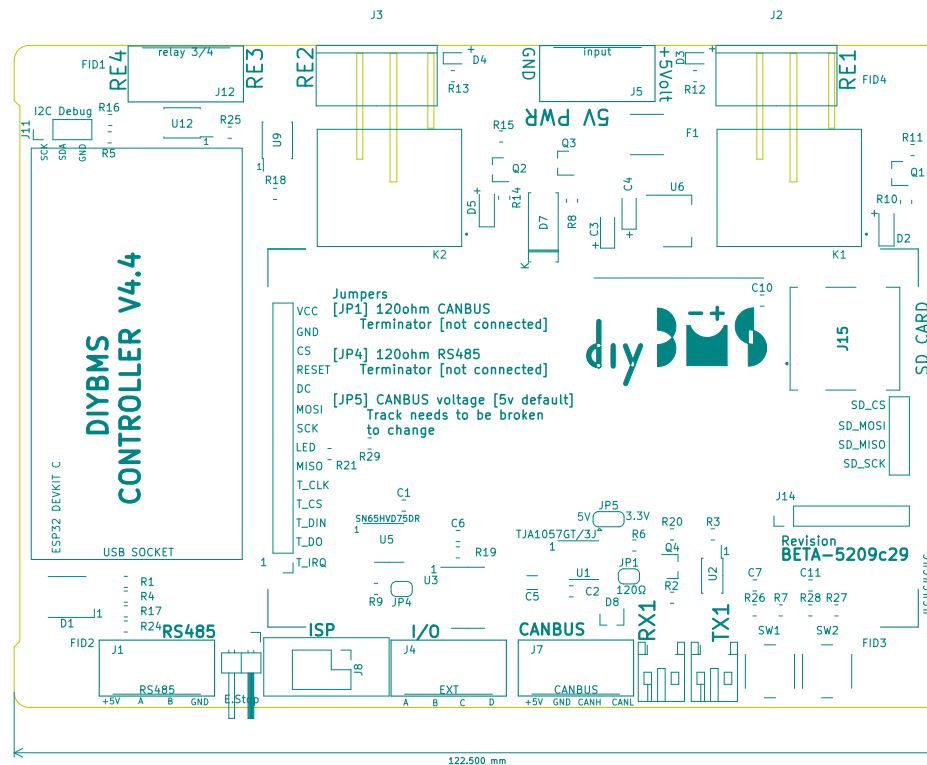 J3
J2
relay 3/4
FID1
RE4
RE3
J12
RE2
D4
+
R13
GND
input
+5Volt
J5
5V PWR
D3
+
R12
RE1
FID4
I2C Debug
J11
SCK
SDA
GND
R16
R5
U12
1
R25
U9
1
R18
R15
Q2
Q3
F1
R11
Q1
R10
D5
+
R14
D7
K
R8
C3
+
C4
+
U6
D2
+
K2
K1
DIYBMS
CONTROLLER V4.4
ESP32 DEVKIT C
USB SOCKET
Jumpers
[JP1] 120ohm CANBUS
Terminator [not connected]
[JP4] 120ohm RS485
Terminator [not connected]
[JP5] CANBUS voltage [5v default]
Track needs to be broken
to change
VCC
GND
CS
RESET
DC
MOSI
SCK
LED
MISO
T_CLK
T_CS
T_DIN
T_DO
T_IRQ
1
diyBMS
- +
C10
J15
SD CARD
SD_CS
SD_MOSI
SD_MISO
SD_SCK
R21
R29
C1
SN65HVD75DR
1
U5
C6
R19
1
U3
R9
JP4
JP5
5V
3.3V
TJA1057GT/3J
1
R6
R20
R3
Q4
1
U2
R2
U1
JP1
120Ω
C5
C2
D8
J14
Revision
BETA-5209c29
C7
C11
R26
R7
R28
R27
SW1
SW2
FID3
D1
J1
R1
R4
R17
R24
FID2
RS485
J1
RS485
+5V
A
B
GND
E.Stop
ISP
J8
I/O
J4
EXT
A
B
C
D
CANBUS
J7
CANBUS
+5V
GND
CANH
CANL
RX1
TX1
122.500 mm